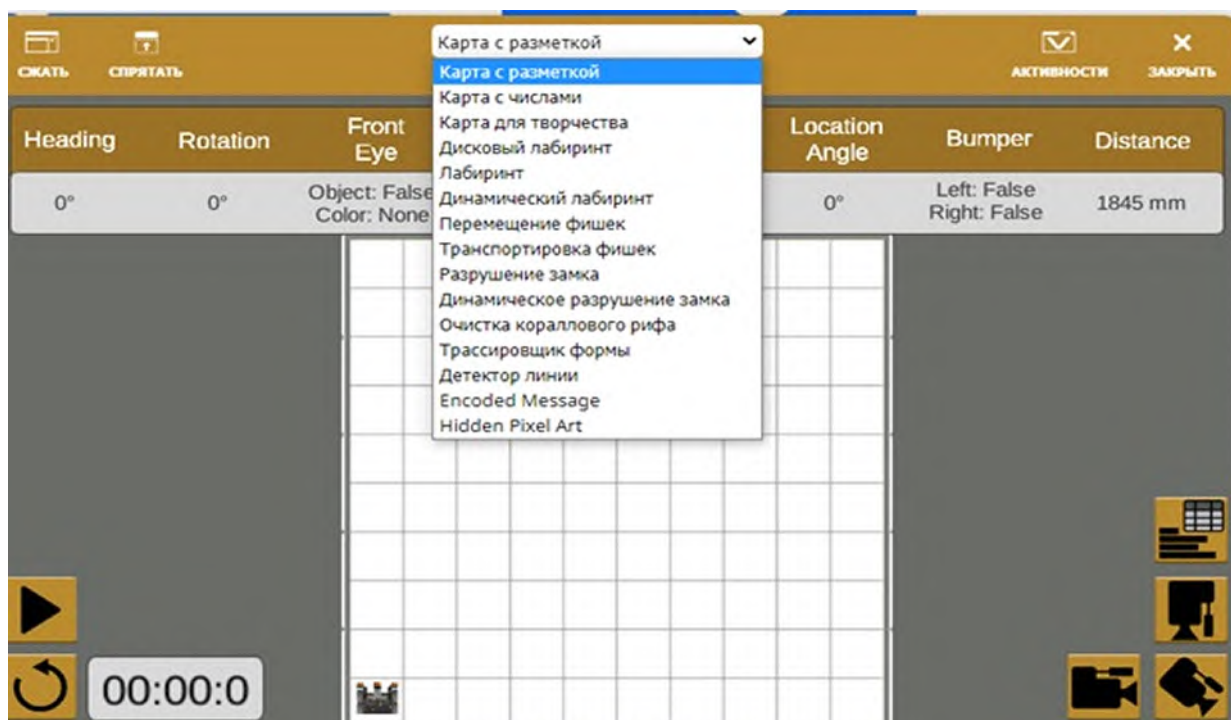 Карта с разметкой
СЖАТЬ СПРЯТАТЬ АКТИВНОСТИ ЗАКРЫТЬ
Карта с разметкой
Карта с числами
Карта для творчества
Дисковый лабиринт
Лабиринт
Динамический лабиринт
Перемещение фишек
Транспортировка фишек
Разрушение замка
Динамическое разрушение замка
Очистка кораллового рифа
Трассировщик формы
Детектор линии
Encoded Message
Hidden Pixel Art
Heading Rotation Front Eye Location Angle Bumper Distance
0° 0° Object: False 0° Left: False 1845 mm
Color: None Right: False
00:00:0